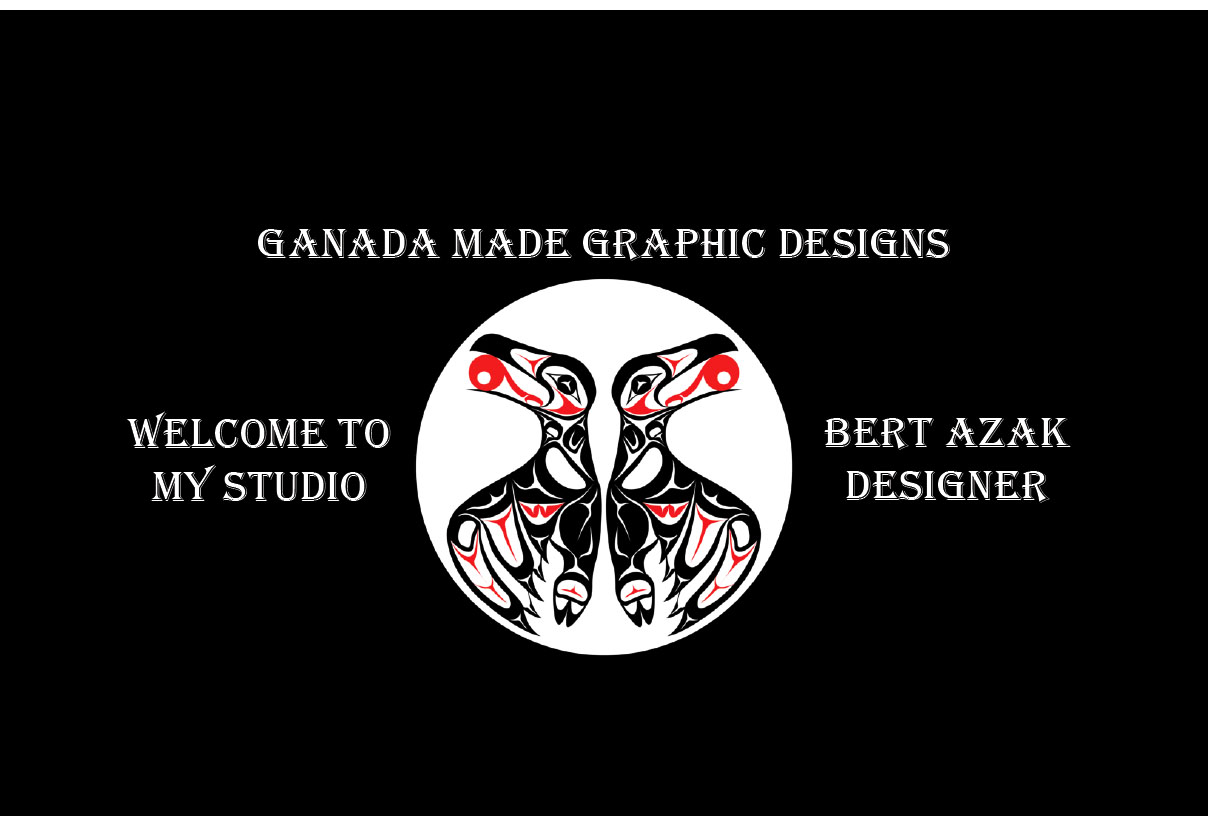 GANADA MADE GRAPHIC DESIGNS
WELCOME TO
MY STUDIO
BERT AZAK
DESIGNER